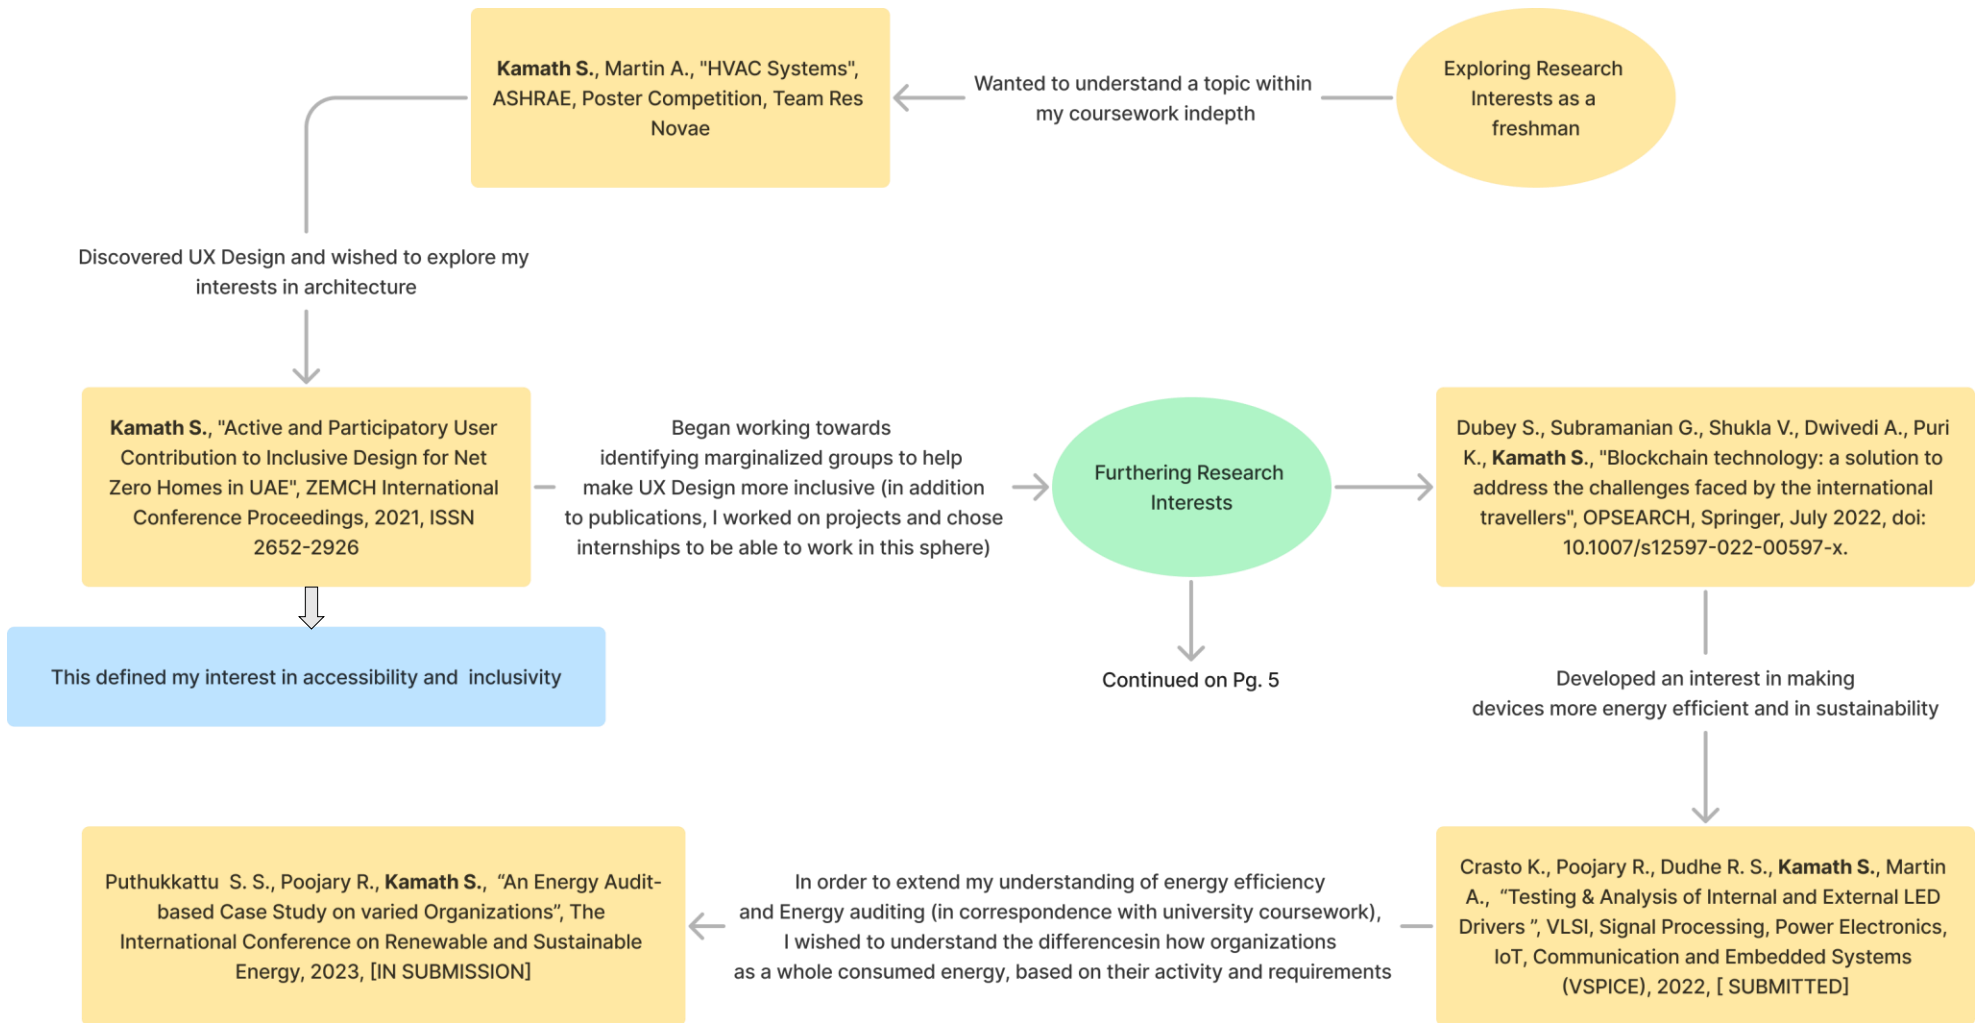 Exploring Research
Interests as a
freshman
Wanted to understand a topic within
my coursework indepth
Kamath S., Martin A., "HVAC Systems",
ASHRAE, Poster Competition, Team Res
Novae
Discovered UX Design and wished to explore my
interests in architecture
Kamath S., "Active and Participatory User
Contribution to Inclusive Design for Net
Zero Homes in UAE", ZEMCH International
Conference Proceedings, 2021, ISSN
2652-2926
This defined my interest in accessibility and  inclusivity
Began working towards
identifying marginalized groups to help
make UX Design more inclusive (in addition
to publications, I worked on projects and chose
internships to be able to work in this sphere)
Furthering Research
Interests
Continued on Pg. 5
Dubey S., Subramanian G., Shukla V., Dwivedi A., Puri
K., Kamath S., "Blockchain technology: a solution to
address the challenges faced by the international
travellers", OPSEARCH, Springer, July 2022, doi:
10.1007/s12597-022-00597-x.
Developed an interest in making
devices more energy efficient and in sustainability
Crasto K., Poojary R., Dudhe R. S., Kamath S., Martin
A., “Testing & Analysis of Internal and External LED
Drivers ”, VLSI, Signal Processing, Power Electronics,
IoT, Communication and Embedded Systems
(VSPICE), 2022, [ SUBMITTED]
In order to extend my understanding of energy efficiency
and Energy auditing (in correspondence with university coursework),
I wished to understand the differencesin how organizations
as a whole consumed energy, based on their activity and requirements
Puthukkattu  S. S., Poojary R., Kamath S.,  “An Energy Audit-
based Case Study on varied Organizations”, The
International Conference on Renewable and Sustainable
Energy, 2023, [IN SUBMISSION]